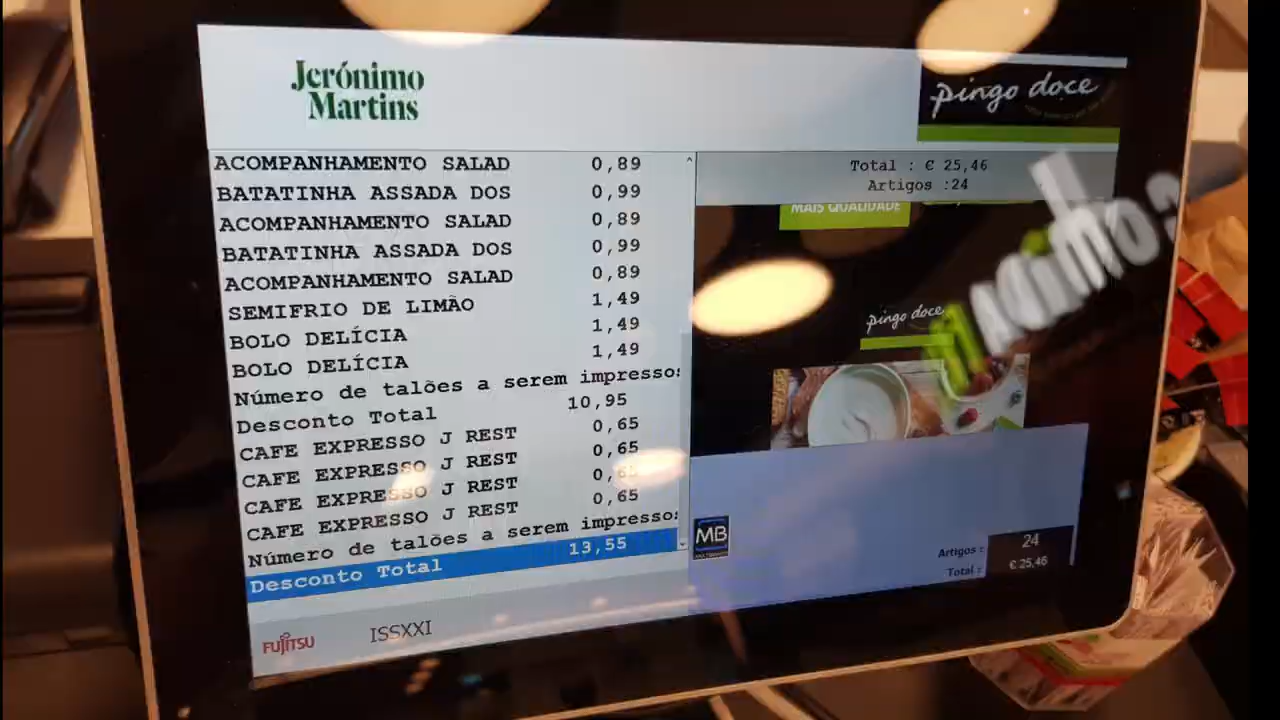 Jerónimo
Martins
pingo doce
ACOMPANHAMENTO SALAD 0,89
BATATINHA ASSADA DOS 0,99
ACOMPANHAMENTO SALAD 0,89
BATATINHA ASSADA DOS 0,99
ACOMPANHAMENTO SALAD 0,89
SEMIFRIO DE LIMÃO 1,49
BOLO DELÍCIA 1,49
BOLO DELÍCIA 1,49
Número de talões a serem impresso:
Desconto Total 10,95
CAFE EXPRESSO J REST 0,65
CAFE EXPRESSO J REST 0,65
CAFE EXPRESSO J REST 0,65
CAFE EXPRESSO J REST 0,65
Número de talões a serem impresso:
Desconto Total 13,55
Total : € 25,46
Artigos :24
MAIS QUALIDADE
pingo doce
MB
Artigos : 24
Total : € 25,46
FUJITSU
ISSXXI